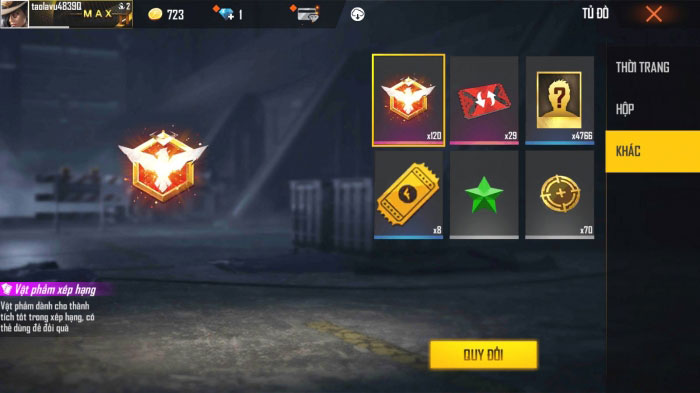 taolavu4839Q
MAX
2
723
1
TỦ ĐỒ
THỜI TRANG
HỘP
KHÁC
x120
x29
x4766
x8
x70
Vật phẩm xếp hạng
Vật phẩm dành cho thành
tích tốt trong xếp hạng, có
thể dùng để đổi quà
QUY ĐỔI